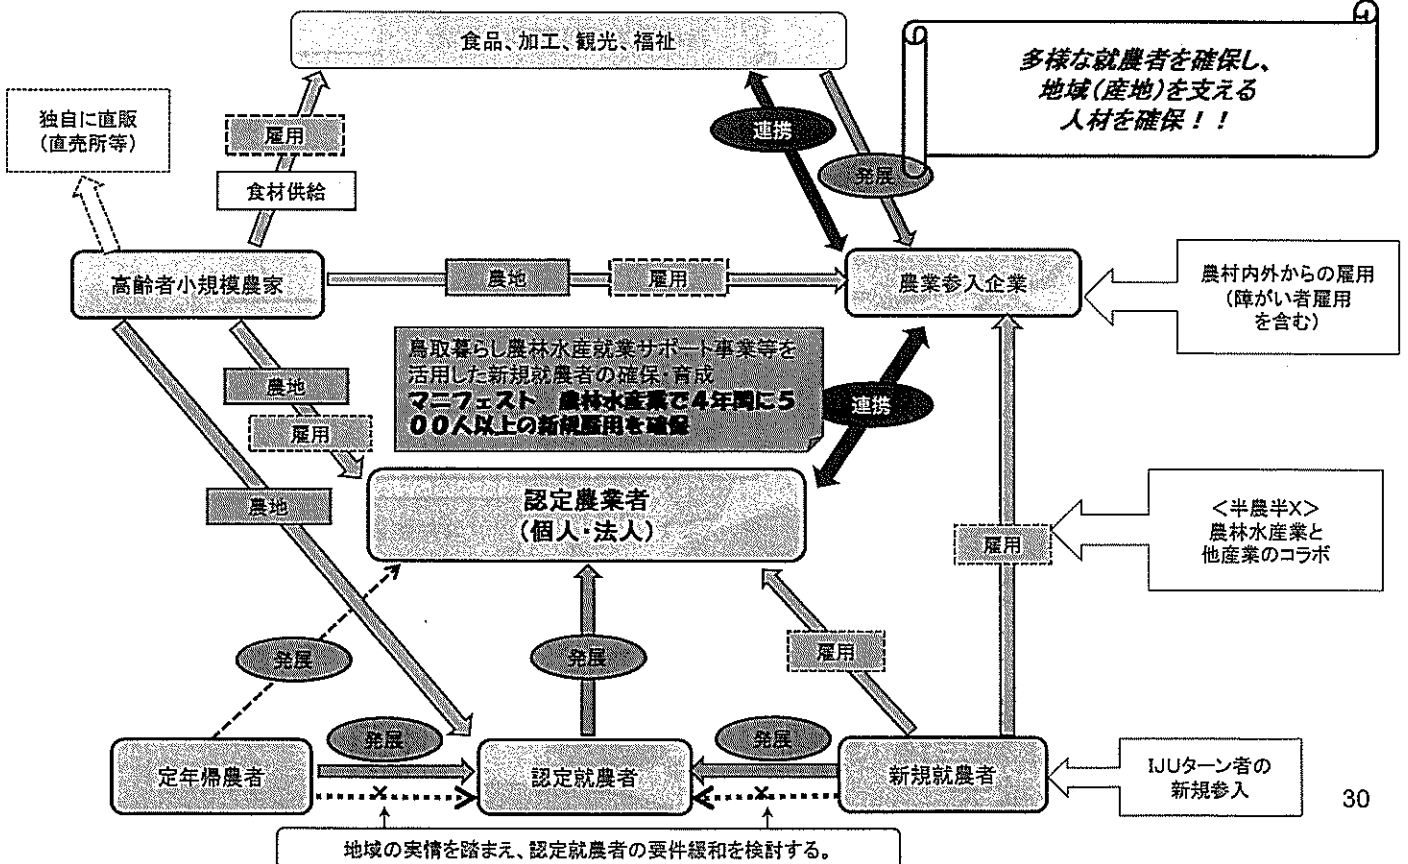 食品、加工、観光、福祉
多様な就農者を確保し、
地域(産地)を支える
人材を確保!!
独自に直販
(直売所等)
雇用
食材供給
連携
発展
高齢者小規模農家
農地
雇用
農業参入企業
農村内外からの雇用
(障がい者雇用
を含む)
鳥取暮らし農林水産就業サポート事業等を
活用した新規就農者の確保・育成
マニフェスト 農林水産業で4年間に5
00人以上の新規雇用を確保
農地
雇用
連携
農地
認定農業者
(個人・法人)
雇用
<半農半X>
農林水産業と
他産業のコラボ
発展
発展
雇用
発展
発展
定年帰農者
認定就農者
新規就農者
IJUターン者の
新規参入
×
×
地域の実情を踏まえ、認定就農者の要件緩和を検討する。
30